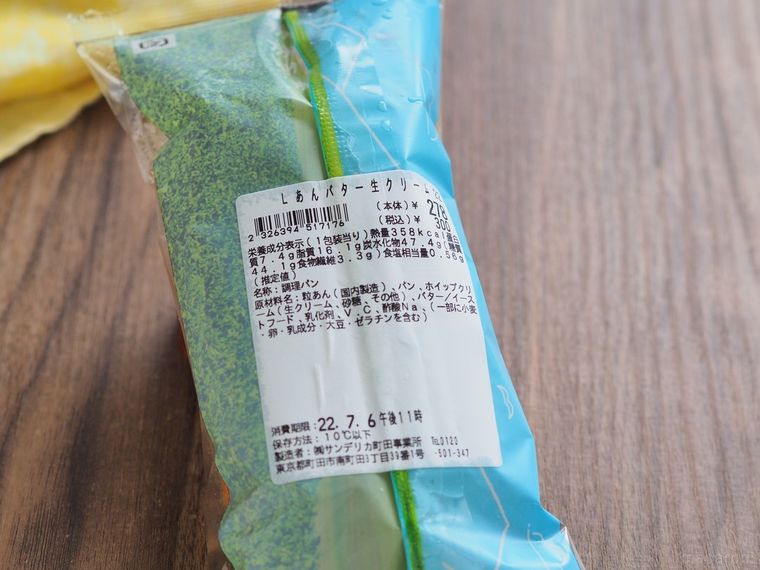 Lあんバター生クリーム
(本体)¥ 278
(税込)¥ 300
2 326394 517176
栄養成分表示(1包装当り)熱量358kcal蛋白
質7.4g脂質16.1g炭水化物47.4g(糖質
44.1g食物繊維3.3g)食塩相当量0.56g
(推定値)
名称:調理パン
原材料名:粒あん(国内製造)、パン、ホイップクリ
ーム(生クリーム、砂糖、その他)、バター/イース
トフード、乳化剤、V.C、酢酸Na、(一部に小麦
・卵・乳成分・大豆・ゼラチンを含む)
消費期限:22.7.6午後11時
保存方法:10℃以下
製造者:㈱サンデリカ町田事業所 ℡0120
東京都町田市南町田3丁目39番1号 -501-347